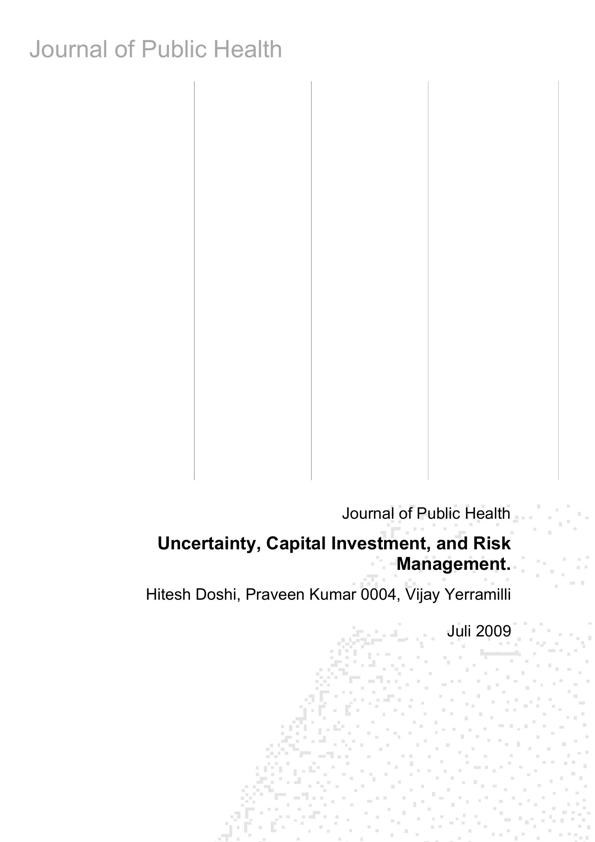 Journal of Public Health
Journal of Public Health
Uncertainty, Capital Investment, and Risk
Management.
Hitesh Doshi, Praveen Kumar 0004, Vijay Yerramilli
Juli 2009